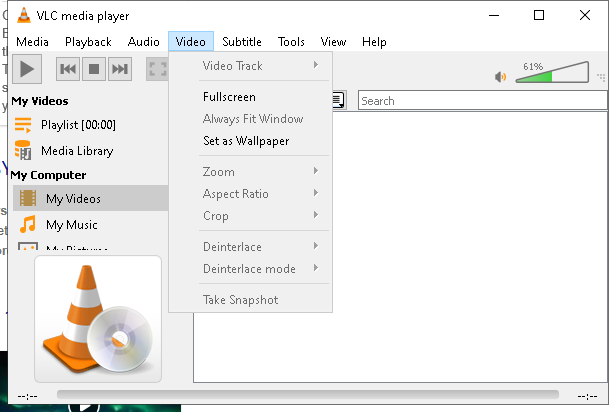 VLC media player
Media Playback Audio Video Subtitle Tools View Help
61%
Video Track
Fullscreen
Always Fit Window
Set as Wallpaper
Zoom
Aspect Ratio
Crop
Deinterlace
Deinterlace mode
Take Snapshot
Search
My Videos
Playlist [00:00]
Media Library
My Computer
My Videos
My Music
My Pictures
--:--
--:--